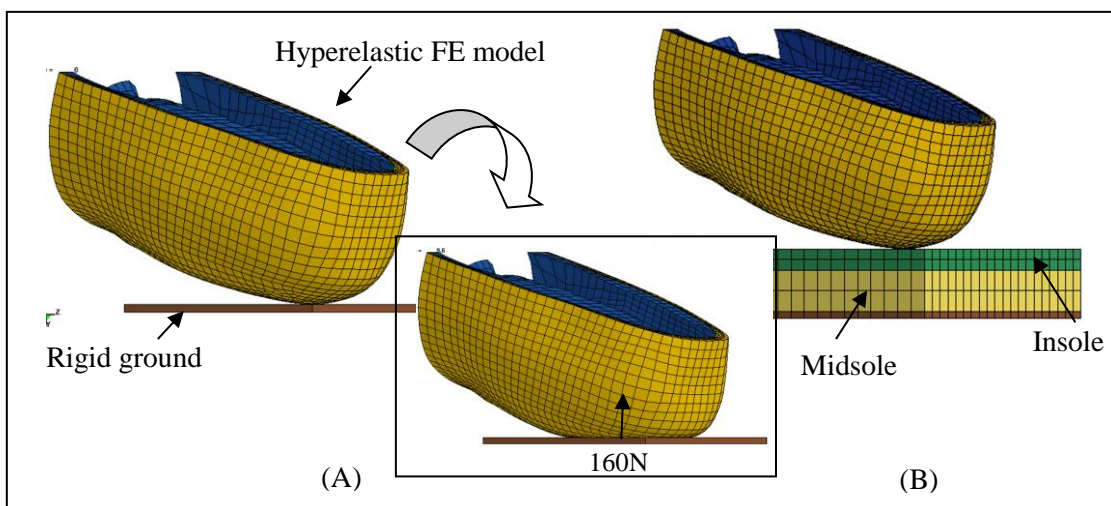 Hyperelastic FE model
Rigid ground
160N
Midsole
Insole
(A)
(B)